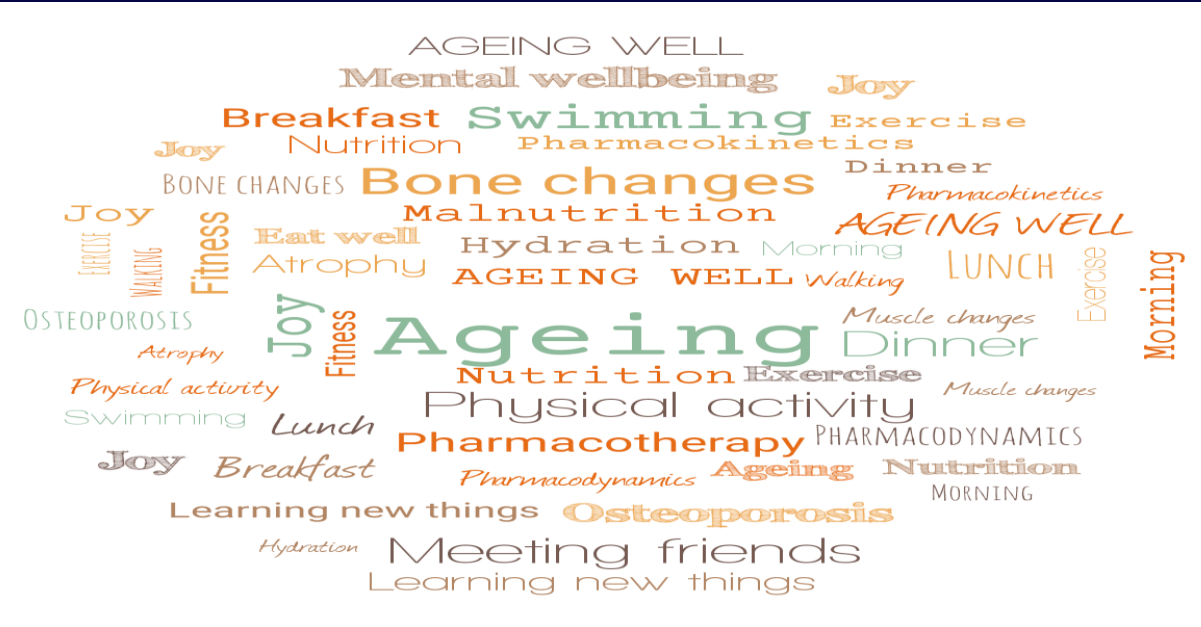 AGEING WELL
Mental wellbeing
Joy
Breakfast
Swimming
Exercise
Joy
Nutrition
Pharmacokinetics
Dinner
BONE CHANGES
Bone changes
Pharmacokinetics
Joy
Fitness
Malnutrition
AGEING WELL
EXERCISE
WALKING
Eat well
Hydration
Morning
Atrophy
AGEING WELL
Walking
LUNCH
Exercise
Morning
OSTEOPOROSIS
Joy
Fitness
Ageing
Muscle changes
Dinner
Atrophy
Nutrition
Exercise
Physical activity
Muscle changes
Physical activity
Swimming
Lunch
Pharmacotherapy
PHARMACODYNAMICS
Joy
Breakfast
Pharmacodynamics
Ageing
Nutrition
MORNING
Learning new things
Osteoporosis
Hydration
Meeting friends
Learning new things